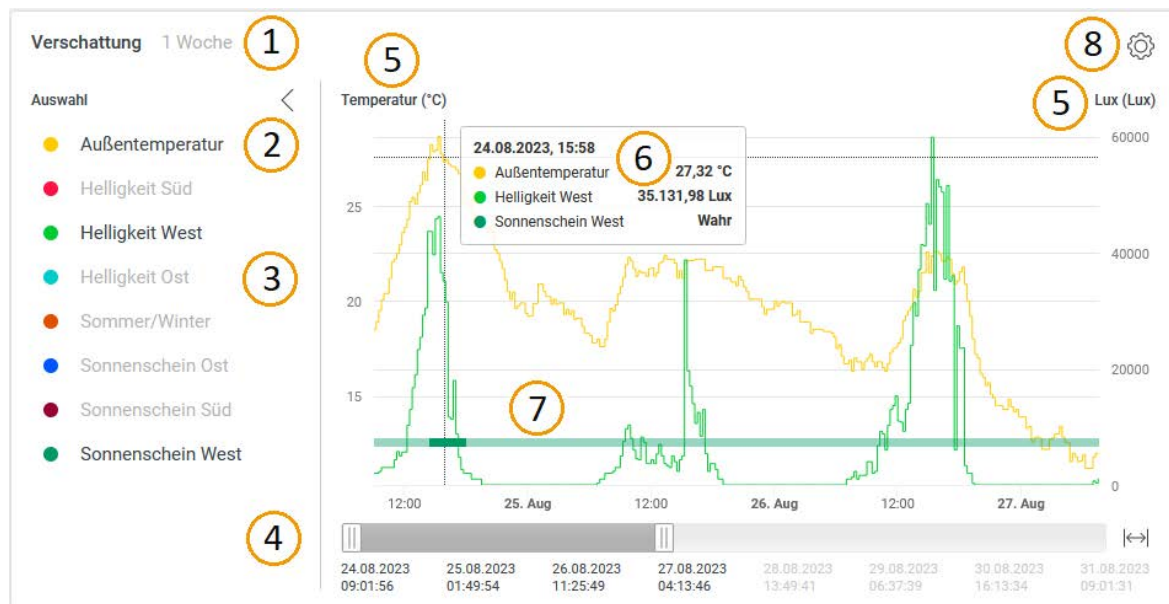 Verschattung 1 Woche 1
5
8
Auswahl
Temperatur (°C)
5 Lux (Lux)
Außentemperatur 2
Helligkeit Süd
Helligkeit West
Helligkeit Ost 3
Sommer/Winter
Sonnenschein Ost
Sonnenschein Süd
Sonnenschein West
24.08.2023, 15:58
6
Außentemperatur 27,32 °C
Helligkeit West 35.131,98 Lux
Sonnenschein West Wahr
60000
25
40000
20
20000
15
7
0
12:00 25. Aug 12:00 26. Aug 12:00 27. Aug
4
24.08.2023 25.08.2023 26.08.2023 27.08.2023 28.08.2023 29.08.2023 30.08.2023 31.08.2023
09:01:56 01:49:54 11:25:49 04:13:46 13:49:41 06:37:39 16:13:34 09:01:31